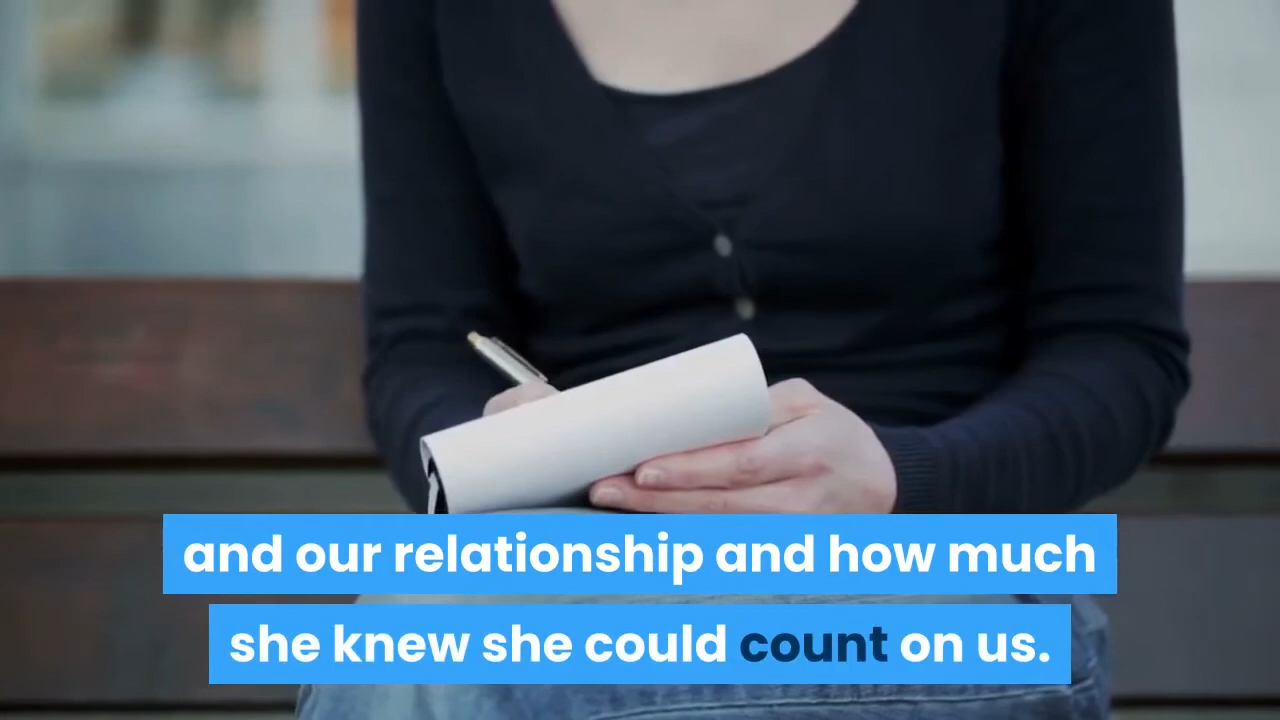 and our relationship and how much
she knew she could count on us.